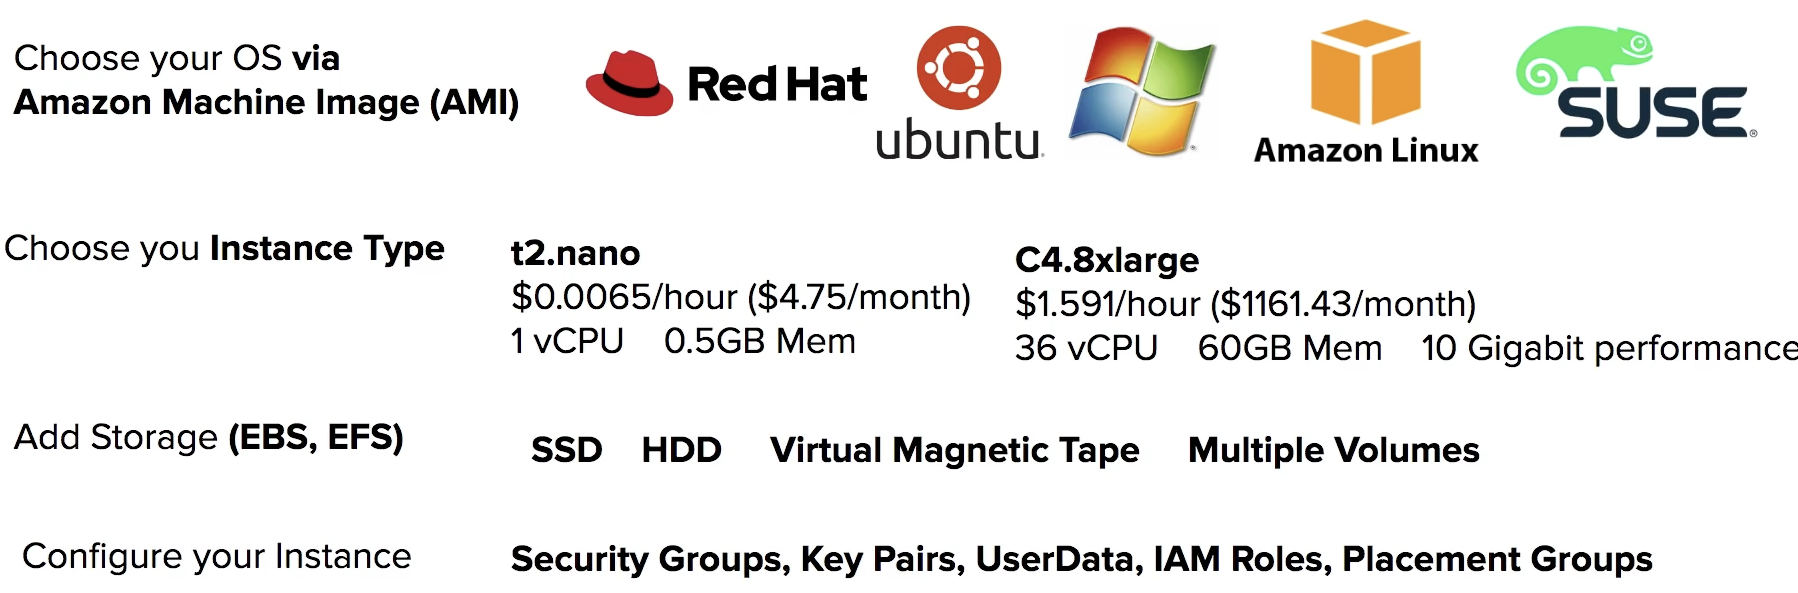 Choose your OS via
Amazon Machine Image (AMI)
Red Hat
ubuntu
Amazon Linux
SUSE
Choose you Instance Type
t2.nano
$0.0065/hour ($4.75/month)
1 vCPU 0.5GB Mem
C4.8xlarge
$1.591/hour ($1161.43/month)
36 vCPU 60GB Mem 10 Gigabit performance
Add Storage (EBS, EFS)
SSD HDD Virtual Magnetic Tape Multiple Volumes
Configure your Instance
Security Groups, Key Pairs, UserData, IAM Roles, Placement Groups